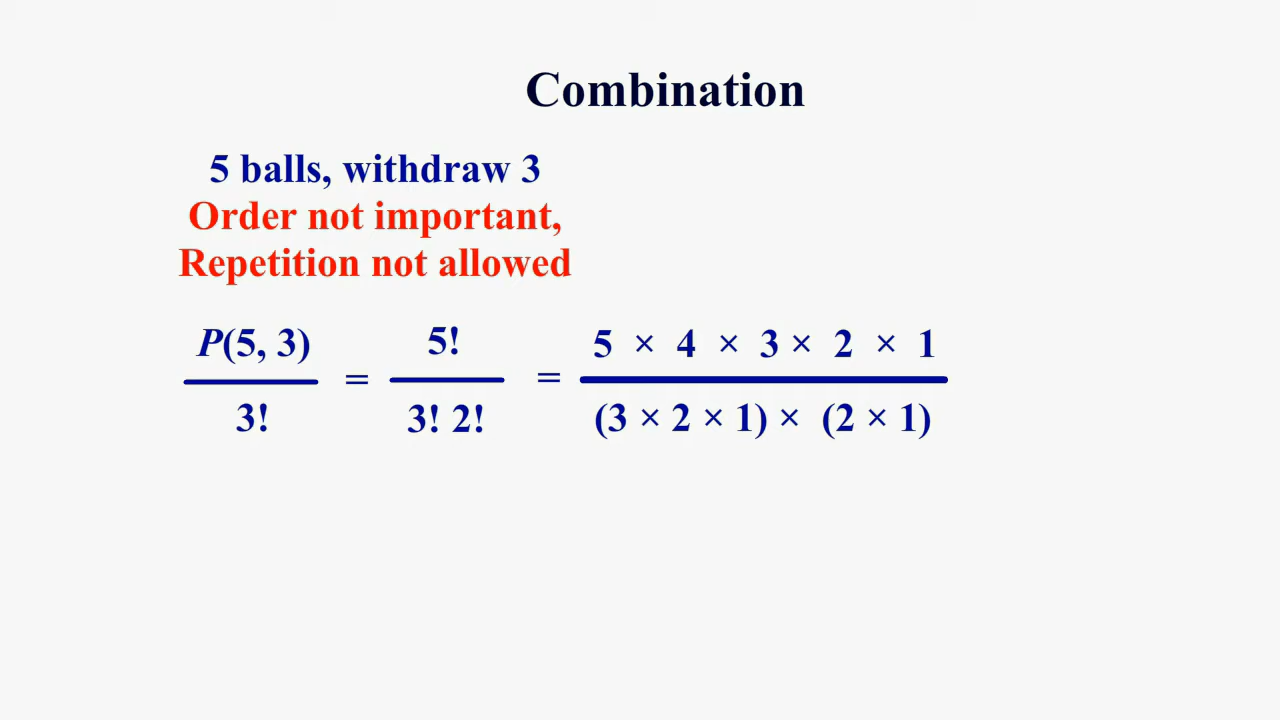 Combination
5 balls, withdraw 3
Order not important,
Repetition not allowed
P(5, 3) / 3! = 5! / 3! 2! = 5 × 4 × 3 × 2 × 1 / (3 × 2 × 1) × (2 × 1)